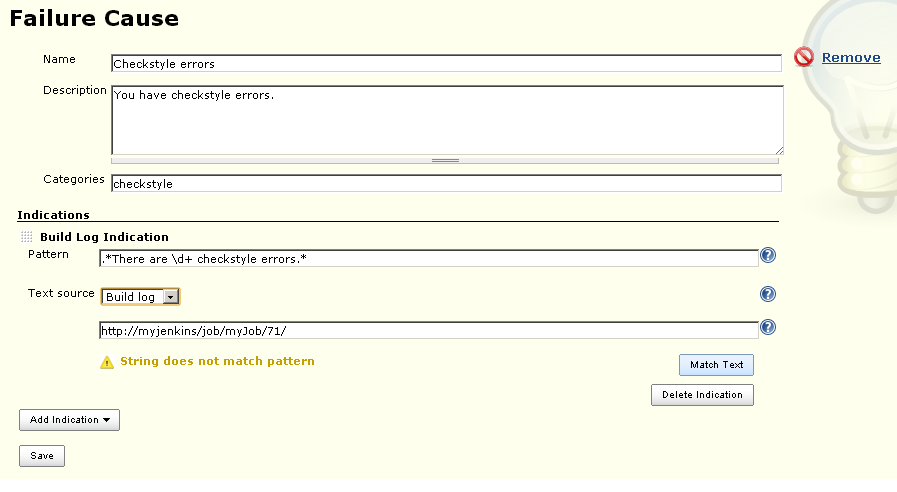 Failure Cause
Name
Checkstyle errors
Remove
Description
You have checkstyle errors.
Categories
checkstyle
Indications
Build Log Indication
Pattern
.*There are \d+ checkstyle errors.*
?
Text source
Build log
?
http://myjenkins/job/myJob/71/
?
String does not match pattern
Match Text
Delete Indication
Add Indication
Save